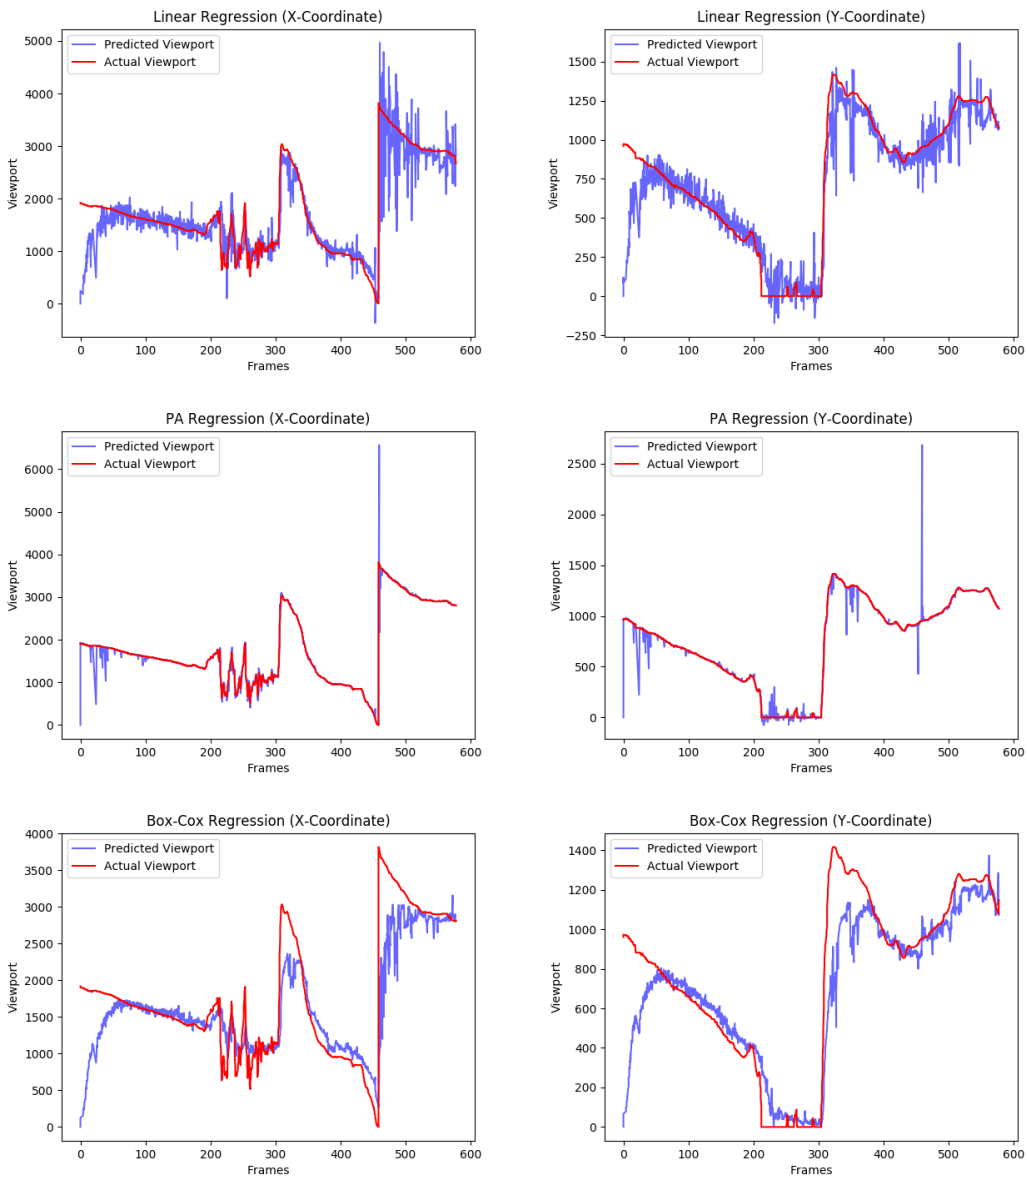 Linear Regression (X-Coordinate)
Predicted Viewport
Actual Viewport
5000
4000
3000
2000
1000
0
Viewport
0 100 200 300 400 500 600
Frames
Linear Regression (Y-Coordinate)
Predicted Viewport
Actual Viewport
1500
1250
1000
750
500
250
0
−250
Viewport
0 100 200 300 400 500 600
Frames
PA Regression (X-Coordinate)
Predicted Viewport
Actual Viewport
6000
5000
4000
3000
2000
1000
0
Viewport
0 100 200 300 400 500 600
Frames
PA Regression (Y-Coordinate)
Predicted Viewport
Actual Viewport
2500
2000
1500
1000
500
0
Viewport
0 100 200 300 400 500 600
Frames
Box-Cox Regression (X-Coordinate)
Predicted Viewport
Actual Viewport
4000
3500
3000
2500
2000
1500
1000
500
0
Viewport
0 100 200 300 400 500 600
Frames
Box-Cox Regression (Y-Coordinate)
Predicted Viewport
Actual Viewport
1400
1200
1000
800
600
400
200
0
Viewport
0 100 200 300 400 500 600
Frames